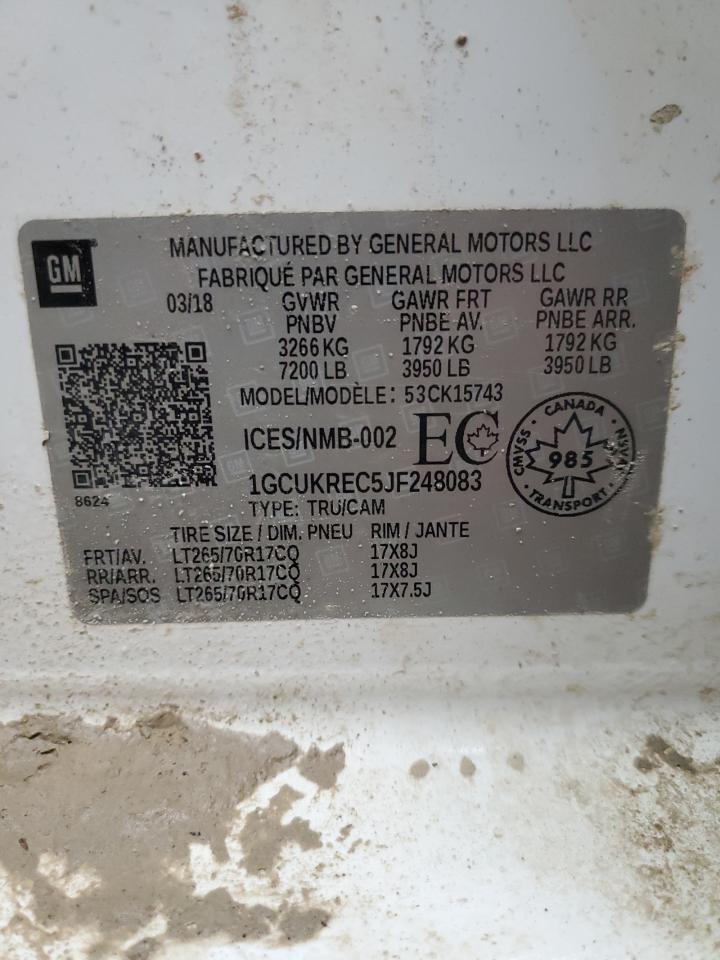 GM
MANUFACTURED BY GENERAL MOTORS LLC
FABRIQUÉ PAR GENERAL MOTORS LLC
03/18 GVWR GAWR FRT GAWR RR
PNBV PNBE AV. PNBE ARR.
3266 KG 1792 KG 1792 KG
7200 LB 3950 LB 3950 LB
MODEL/MODÈLE: 53CK15743
ICES/NMB-002 EC
CANADA
CMVSS 985 NVSAC
TRANSPORT
8624
1GCUKREC5JF248083
TYPE: TRU/CAM
TIRE SIZE / DIM. PNEU RIM / JANTE
FRT/AV. LT265/70R17CQ 17X8J
RR/ARR. LT265/70R17CQ 17X8J
SPA/SOS LT265/70R17CQ 17X7.5J